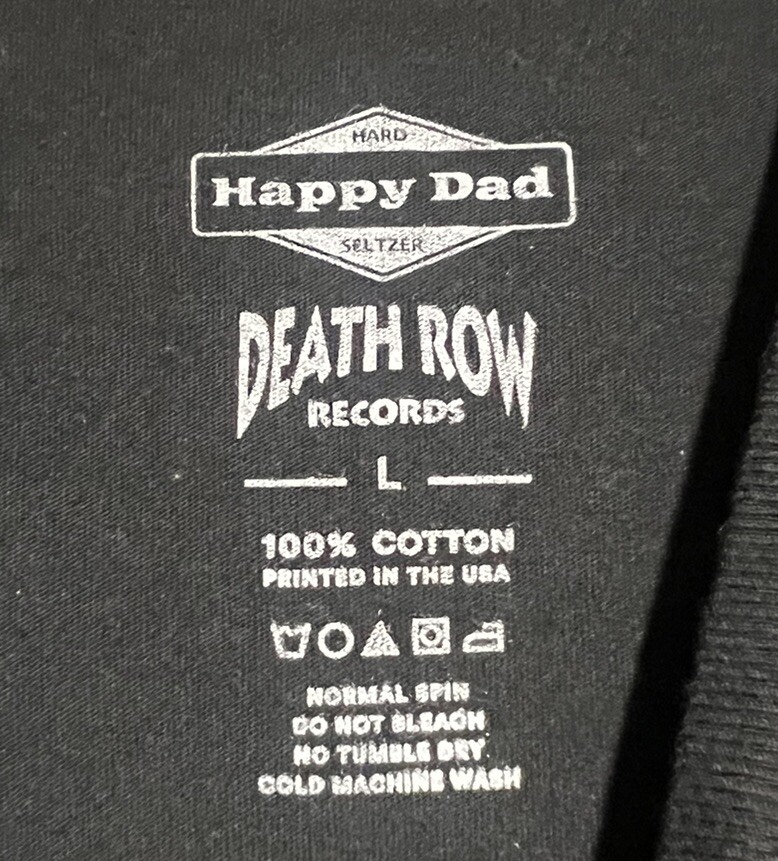 HARD
Happy Dad
SELTZER
DEATH ROW
RECORDS
L
100% COTTON
PRINTED IN THE USA
NORMAL SPIN
DO NOT BLEACH
NO TUMBLE DRY
COLD MACHINE WASH